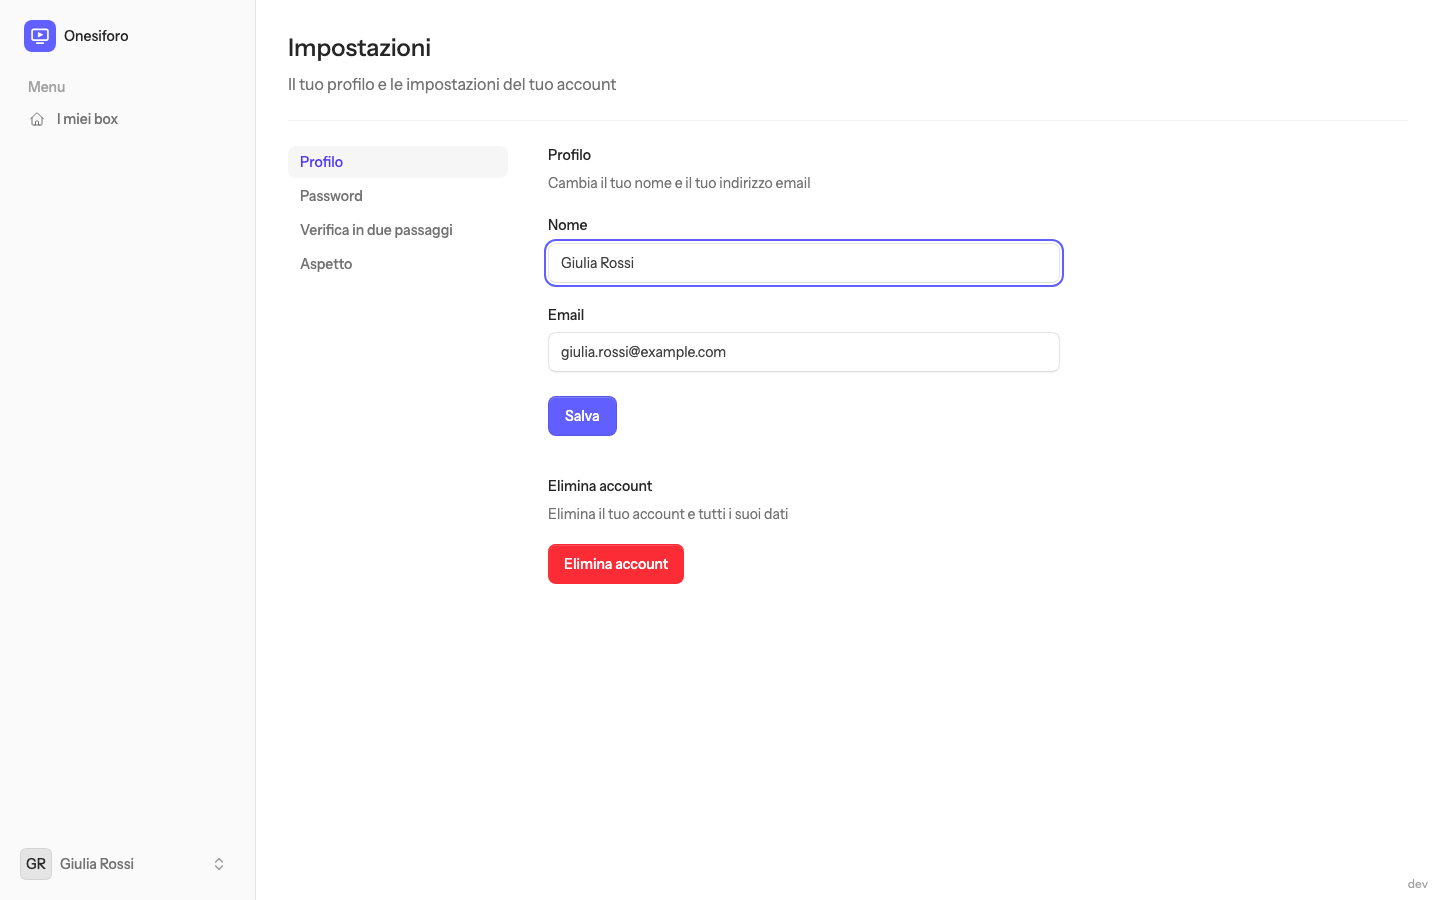 Onesiforo
Menu
I miei box
Impostazioni
Il tuo profilo e le impostazioni del tuo account
Profilo
Password
Verifica in due passaggi
Aspetto
Profilo
Cambia il tuo nome e il tuo indirizzo email
Nome
Giulia Rossi
Email
giulia.rossi@example.com
Salva
Elimina account
Elimina il tuo account e tutti i suoi dati
Elimina account
GR Giulia Rossi
dev